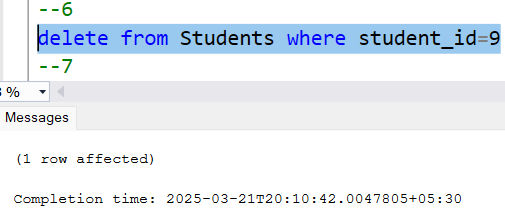 --6
delete from Students where student_id=9
--7
%
Messages
(1 row affected)
Completion time: 2025-03-21T20:10:42.0047805+05:30